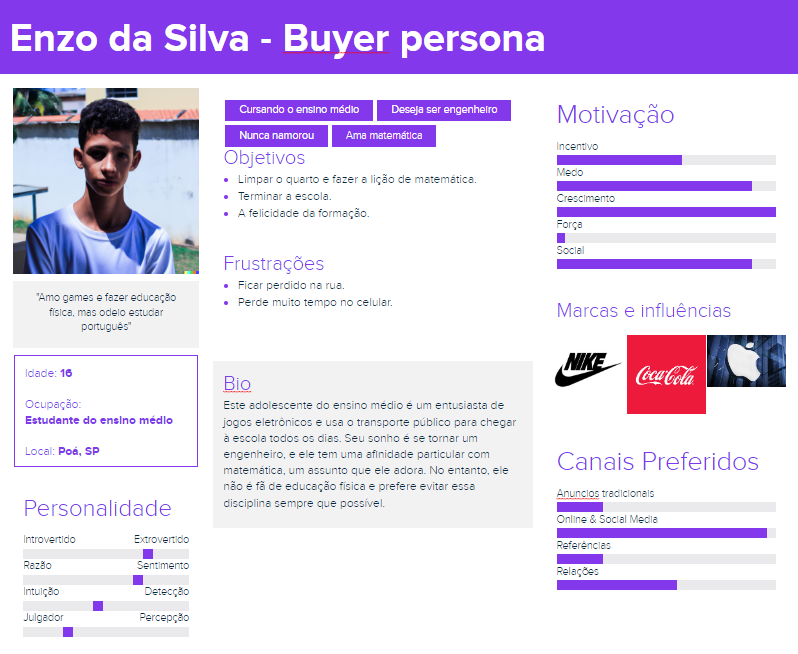 Enzo da Silva - Buyer persona
Cursando o ensino médio
Deseja ser engenheiro
Nunca namorou
Ama matemática
Objetivos
Limpar o quarto e fazer a lição de matemática.
Terminar a escola.
A felicidade da formação.
Frustrações
Ficar perdido na rua.
Perde muito tempo no celular.
"Amo games e fazer educação
física, mas odeio estudar
português"
Idade: 16
Ocupação:
Estudante do ensino médio
Local: Poá, SP
Bio
Este adolescente do ensino médio é um entusiasta de
jogos eletrônicos e usa o transporte público para chegar
à escola todos os dias. Seu sonho é se tornar um
engenheiro, e ele tem uma afinidade particular com
matemática, um assunto que ele adora. No entanto, ele
não é fã de educação física e prefere evitar essa
disciplina sempre que possível.
Personalidade
Introvertido Extrovertido
Razão Sentimento
Intuição Detecção
Julgador Percepção
Motivação
Incentivo
Medo
Crescimento
Força
Social
Marcas e influências
NIKE
Coca-Cola
Canais Preferidos
Anuncios tradicionais
Online & Social Media
Referências
Relações